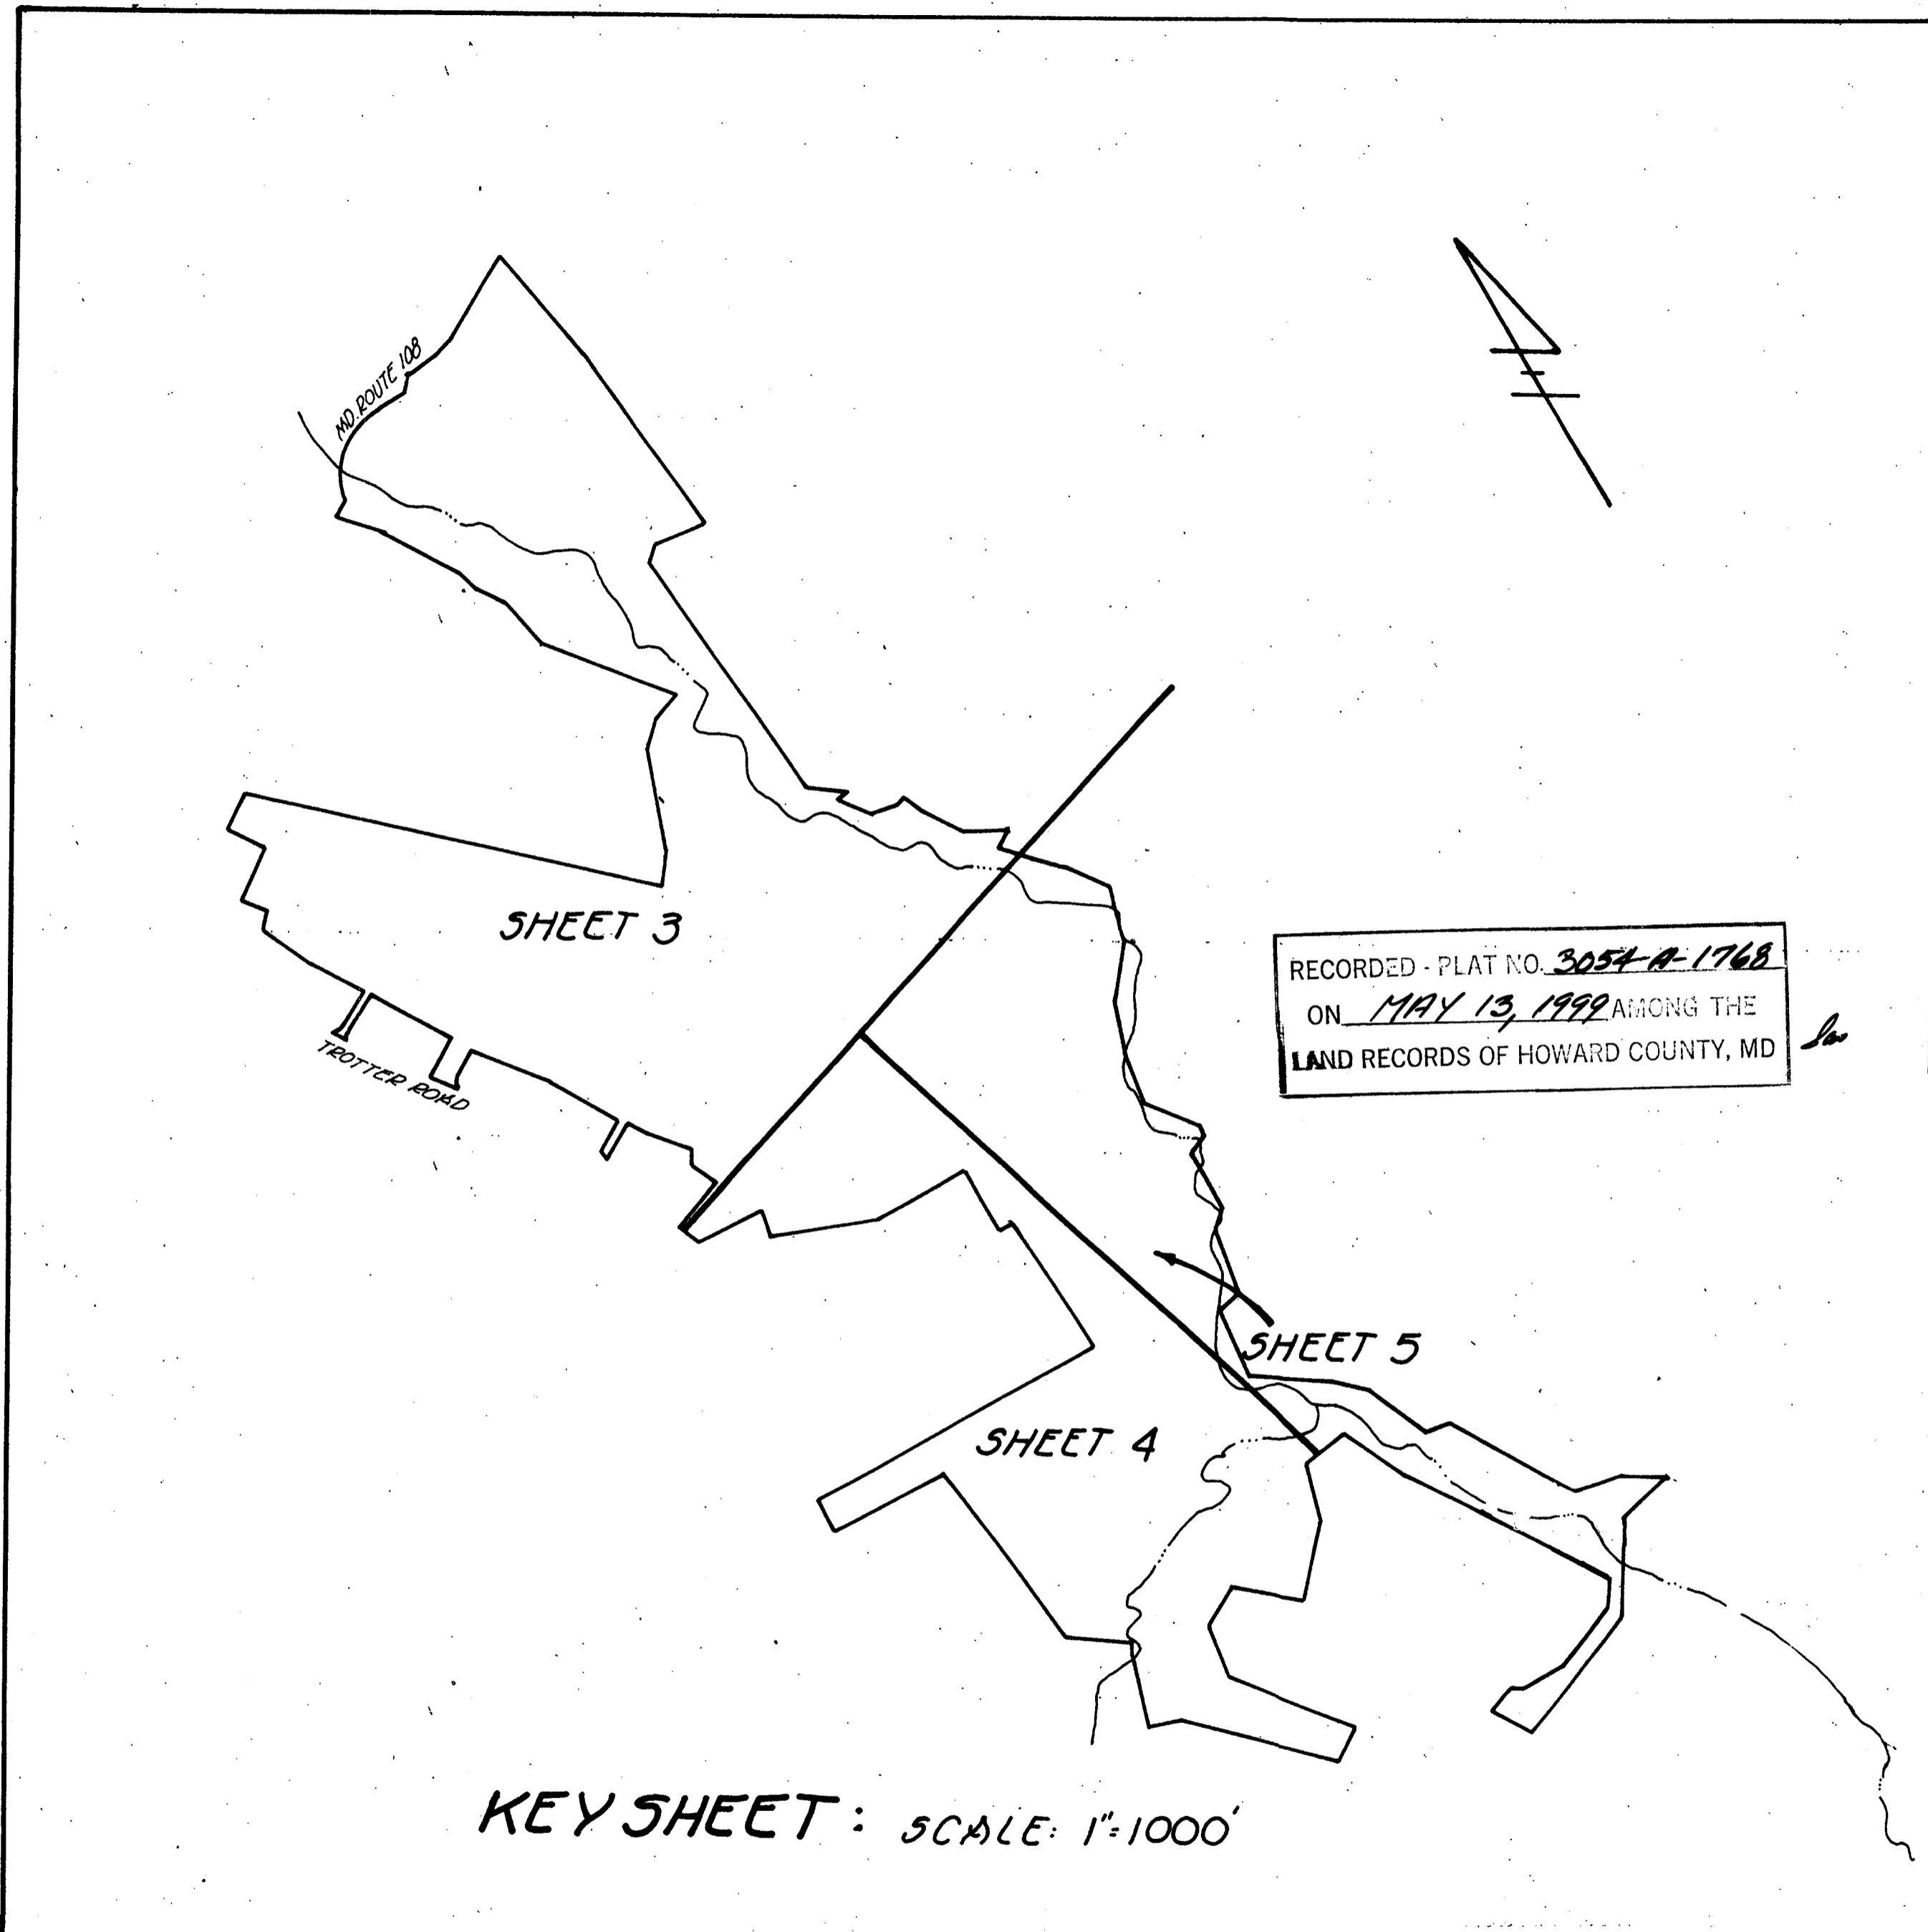 MD. ROUTE 108
SHEET 3
RECORDED - PLAT NO. 3054-A-1768
ON MAY 13, 1999 AMONG THE
LAND RECORDS OF HOWARD COUNTY, MD
TROTTER ROAD
SHEET 5
SHEET 4
KEY SHEET: SCALE: 1"=1000'